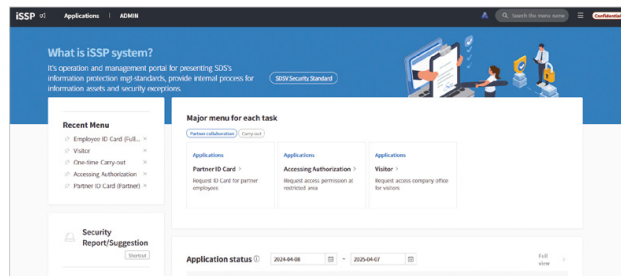 iSSP
Applications
ADMIN
Search the menu name
Confidential
What is iSSP system?
It's operation and management portal for presenting SDS's
information protection mgt-standards, provide internal process for
information assets and security exceptions.
SDSV Security Standard
Recent Menu
Employee ID Card (Full...
Visitor
One-time Carry-out
Accessing Authorization
Partner ID Card (Partner)
Security
Report/Suggestion
Shortcut
Major menu for each task
Partner collaboration
Carry out
Applications
Partner ID Card >
Request ID Card for partner
employees
Applications
Accessing Authorization >
Request access permission at
restricted area
Applications
Visitor >
Request access company office
for visitors
Application status
2024-04-08 ~ 2025-04-07
Full
view